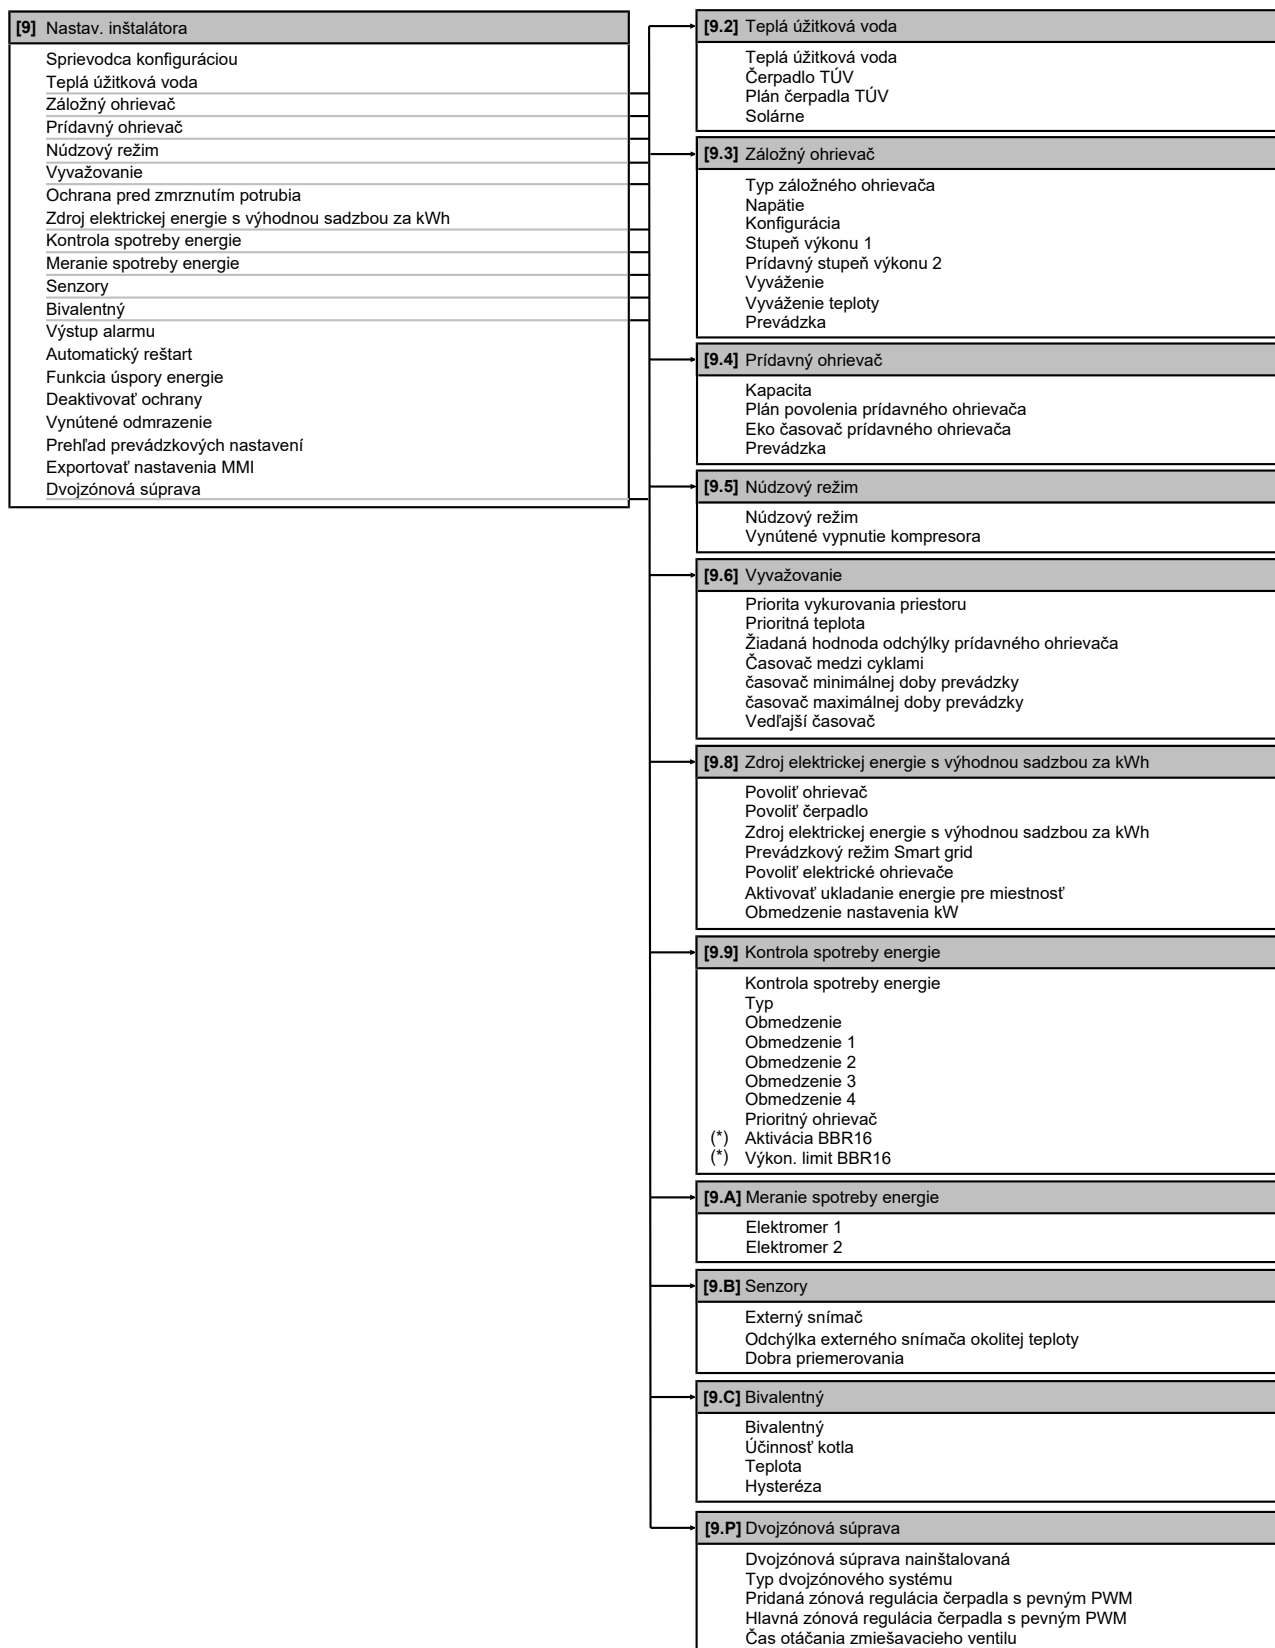 [9] Nastav. inštalátora
Sprievodca konfiguráciou
Teplá úžitková voda
Záložný ohrievač
Prídavný ohrievač
Núdzový režim
Vyvažovanie
Ochrana pred zmrznutím potrubia
Zdroj elektrickej energie s výhodnou sadzbou za kWh
Kontrola spotreby energie
Meranie spotreby energie
Senzory
Bivalentný
Výstup alarmu
Automatický reštart
Funkcia úspory energie
Deaktivovať ochrany
Vynútené odmrazenie
Prehľad prevádzkových nastavení
Exportovať nastavenia MMI
Dvojzónová súprava
[9.2] Teplá úžitková voda
Teplá úžitková voda
Čerpadlo TÚV
Plán čerpadla TÚV
Solárne
[9.3] Záložný ohrievač
Typ záložného ohrievača
Napätie
Konfigurácia
Stupeň výkonu 1
Prídavný stupeň výkonu 2
Vyváženie
Vyváženie teploty
Prevádzka
[9.4] Prídavný ohrievač
Kapacita
Plán povolenia prídavného ohrievača
Eko časovač prídavného ohrievača
Prevádzka
[9.5] Núdzový režim
Núdzový režim
Vynútené vypnutie kompresora
[9.6] Vyvažovanie
Priorita vykurovania priestoru
Prioritná teplota
Žiadaná hodnota odchýlky prídavného ohrievača
Časovač medzi cyklami
časovač minimálnej doby prevádzky
časovač maximálnej doby prevádzky
Vedľajší časovač
[9.8] Zdroj elektrickej energie s výhodnou sadzbou za kWh
Povoliť ohrievač
Povoliť čerpadlo
Zdroj elektrickej energie s výhodnou sadzbou za kWh
Prevádzkový režim Smart grid
Povoliť elektrické ohrievače
Aktivovať ukladanie energie pre miestnosť
Obmedzenie nastavenia kW
[9.9] Kontrola spotreby energie
Kontrola spotreby energie
Typ
Obmedzenie
Obmedzenie 1
Obmedzenie 2
Obmedzenie 3
Obmedzenie 4
Prioritný ohrievač
(*) Aktivácia BBR16
(*) Výkon. limit BBR16
[9.A] Meranie spotreby energie
Elektromer 1
Elektromer 2
[9.B] Senzory
Externý snímač
Odchýlka externého snímača okolitej teploty
Dobra priemerovania
[9.C] Bivalentný
Bivalentný
Účinnosť kotla
Teplota
Hysteréza
[9.P] Dvojzónová súprava
Dvojzónová súprava nainštalovaná
Typ dvojzónového systému
Pridaná zónová regulácia čerpadla s pevným PWM
Hlavná zónová regulácia čerpadla s pevným PWM
Čas otáčania zmiešavacieho ventilu